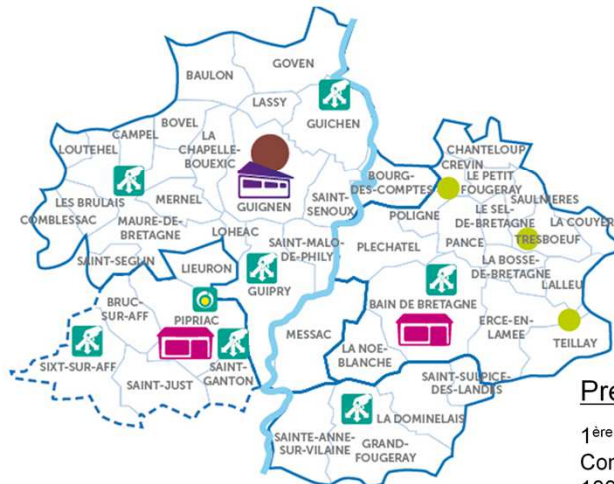 GOVEN
BAULON
LASSY
GUICHEN
BOVEL
CAMPEL
LA
CHAPELLE-
BOUEXIC
LOUTEHEL
LES BRULAIS
MERNEL
GUIGNEN
SAINT-
SENOUX
COMBLESSAC
MAURE-DE-
BRETAGNE
LOHEAC
SAINT-MALO-
DE-PHILY
SAINT-SEGLIN
LIEURON
GUIPRY
BRUC-
SUR-AFF
PIPRIAC
MESSAC
SIXT-SUR-AFF
SAINT-
GANTON
SAINT-JUST
CHANTELOUP
CREVIN
BOURG-
DES-COMPTES
LE PETIT
FOUGERAY
SAULNIERES
POLIGNE
LE SEL-
DE-BRETAGNE
LA COUYER
TRESBOEUF
PLECHATEL
PANCE
LA BOSSE-
DE-BRETAGNE
LALLEU
BAIN DE BRETAGNE
ERCE-EN-
LAMEE
TEILLAY
LA NOE-
BLANCHE
SAINT-SULPICE-
DES-LANDES
LA DOMINELAIS
SAINTE-ANNE-
SUR-VILAINE
GRAND-
FOUGERAY
Pre
1ère